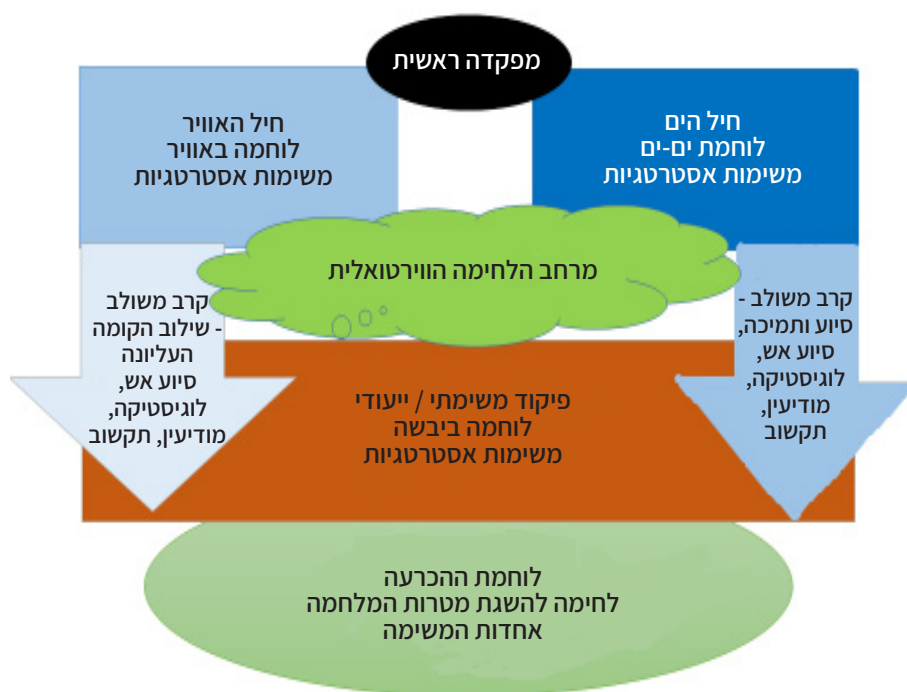 מפקדה ראשית
חיל הים
לוחמת ים-ים
משימות אסטרטגיות
חיל האוויר
לוחמה באוויר
משימות אסטרטגיות
מרחב הלחימה הווירטואלית
קרב משולב -
סיוע ותמיכה,
סיוע אש,
לוגיסטיקה,
מודיעין,
תקשוב
קרב משולב
- שילוב הקומה
העליונה
סיוע אש,
לוגיסטיקה,
מודיעין, תקשוב
פיקוד משימתי / ייעודי
לוחמה ביבשה
משימות אסטרטגיות
לוחמת ההכרעה
לחימה להשגת מטרות המלחמה
אחדות המשימה